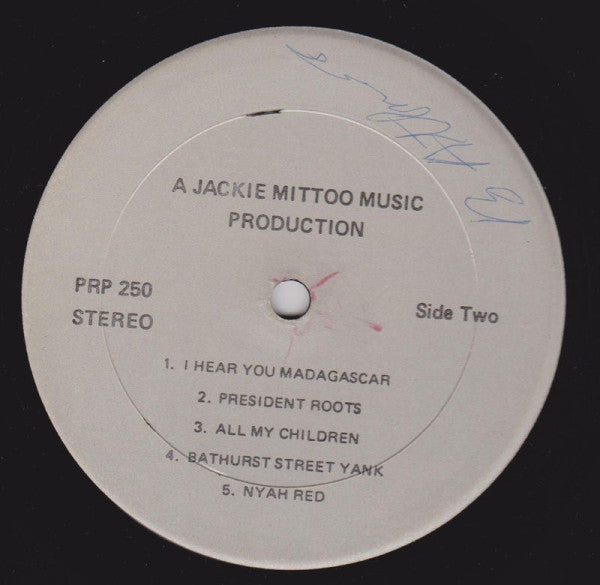 A JACKIE MITTOO MUSIC
PRODUCTION
PRP 250
STEREO
Side Two
1. I HEAR YOU MADAGASCAR
2. PRESIDENT ROOTS
3. ALL MY CHILDREN
4. BATHURST STREET YANK
5. NYAH RED